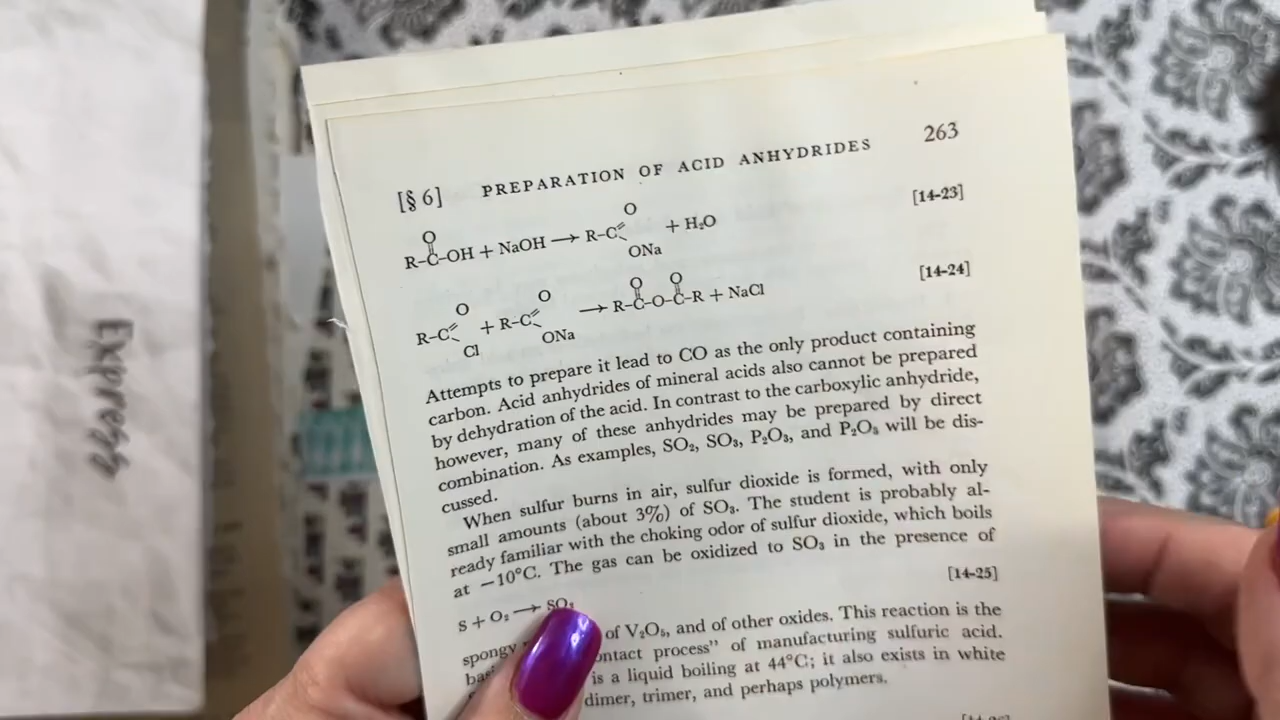 Express
[§ 6] PREPARATION OF ACID ANHYDRIDES 263
R–C(=O)–OH + NaOH ⟶ R–C(=O)ONa + H₂O [14-23]
R–C(=O)Cl + R–C(=O)ONa ⟶ R–C(=O)–O–C(=O)–R + NaCl [14-24]
Attempts to prepare it lead to CO as the only product containing
carbon. Acid anhydrides of mineral acids also cannot be prepared
by dehydration of the acid. In contrast to the carboxylic anhydride,
however, many of these anhydrides may be prepared by direct
combination. As examples, SO₂, SO₃, P₂O₃, and P₂O₅ will be dis-
cussed.
When sulfur burns in air, sulfur dioxide is formed, with only
small amounts (about 3%) of SO₃. The student is probably al-
ready familiar with the choking odor of sulfur dioxide, which boils
at −10°C. The gas can be oxidized to SO₃ in the presence of
S + O₂ ⟶ SO₂ [14-25]
spongy of V₂O₅, and of other oxides. This reaction is the
process” of manufacturing sulfuric acid.
is a liquid boiling at 44°C; it also exists in white
dimer, trimer, and perhaps polymers.